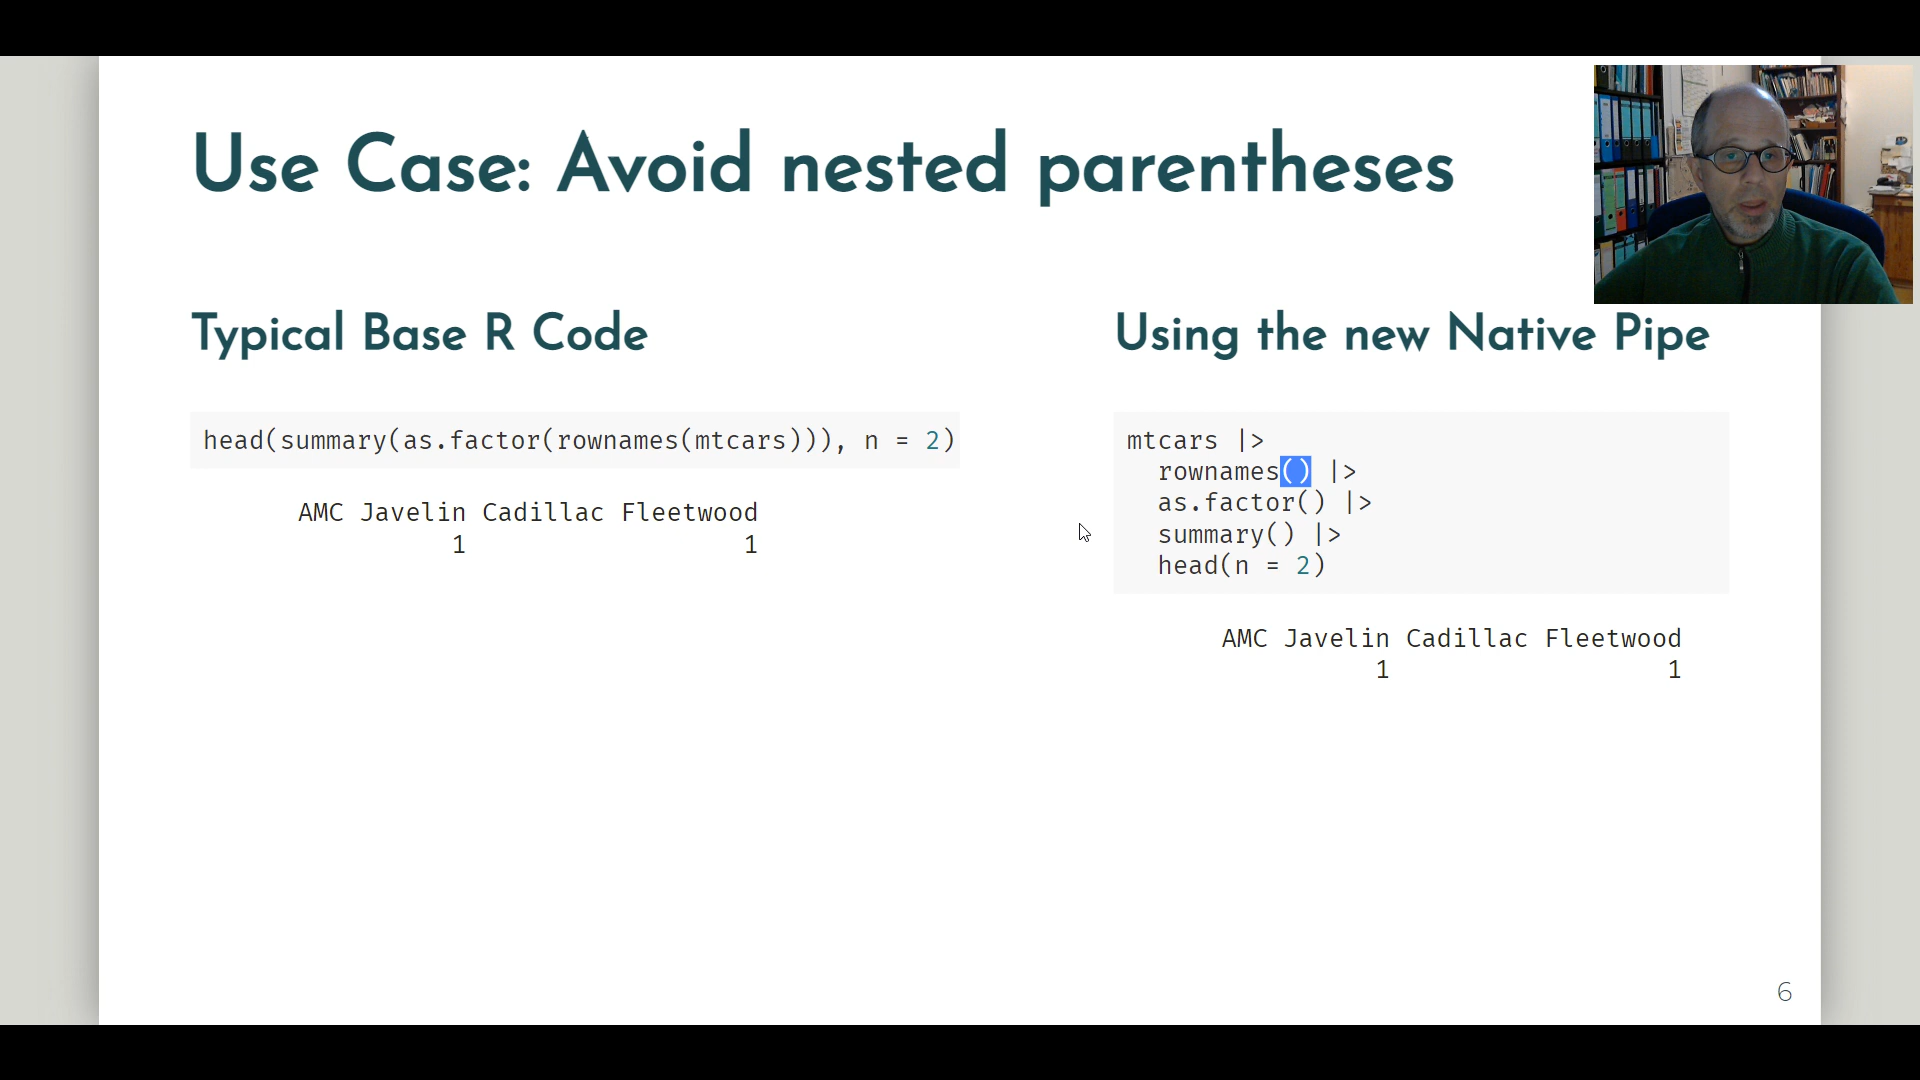 Use Case: Avoid nested parentheses
Typical Base R Code
head(summary(as.factor(rownames(mtcars))), n = 2)
AMC Javelin Cadillac Fleetwood
1 1
Using the new Native Pipe
mtcars |>
rownames() |>
as.factor() |>
summary() |>
head(n = 2)
AMC Javelin Cadillac Fleetwood
1 1
6